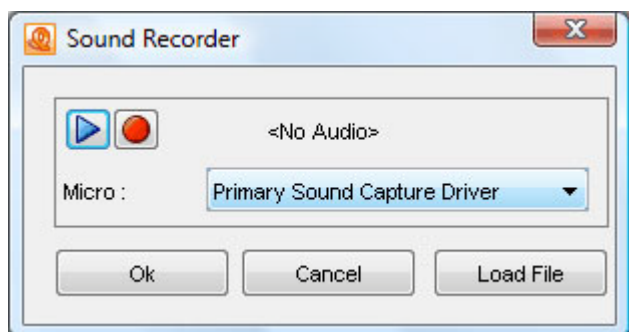 Sound Recorder
<No Audio>
Micro : Primary Sound Capture Driver
Ok Cancel Load File